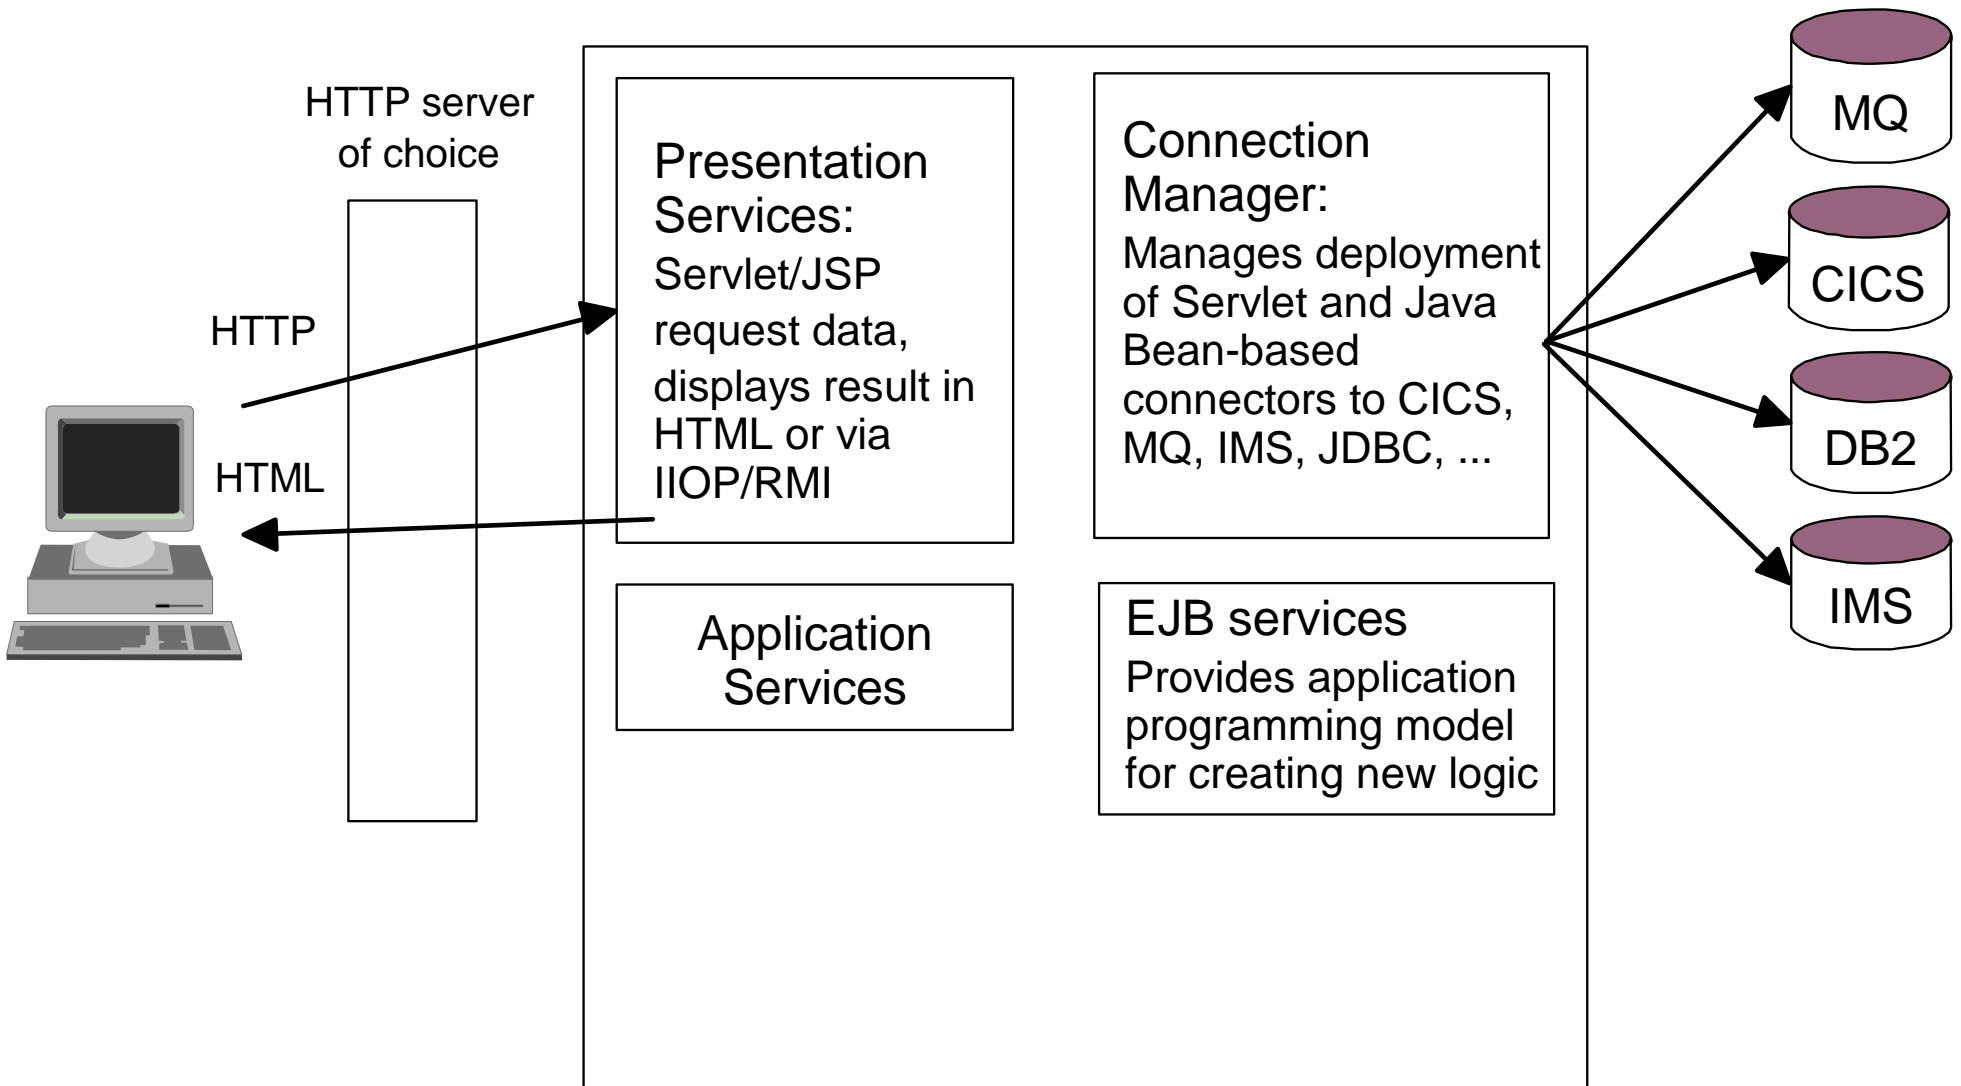 HTTP server
of choice
HTTP
HTML
Presentation
Services:
Servlet/JSP
request data,
displays result in
HTML or via
IIOP/RMI
Application
Services
Connection
Manager:
Manages deployment
of Servlet and Java
Bean-based
connectors to CICS,
MQ, IMS, JDBC, ...
EJB services
Provides application
programming model
for creating new logic
MQ
CICS
DB2
IMS